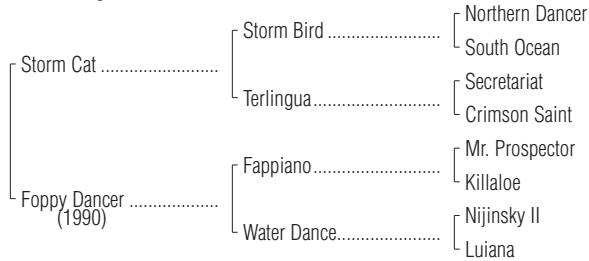 Northern Dancer
Storm Bird ........................
South Ocean
Storm Cat .........................
Secretariat
Terlingua ...........................
Crimson Saint
Mr. Prospector
Fappiano ...........................
Killaloe
Foppy Dancer ...................
(1990)
Nijinsky II
Water Dance......................
Luiana